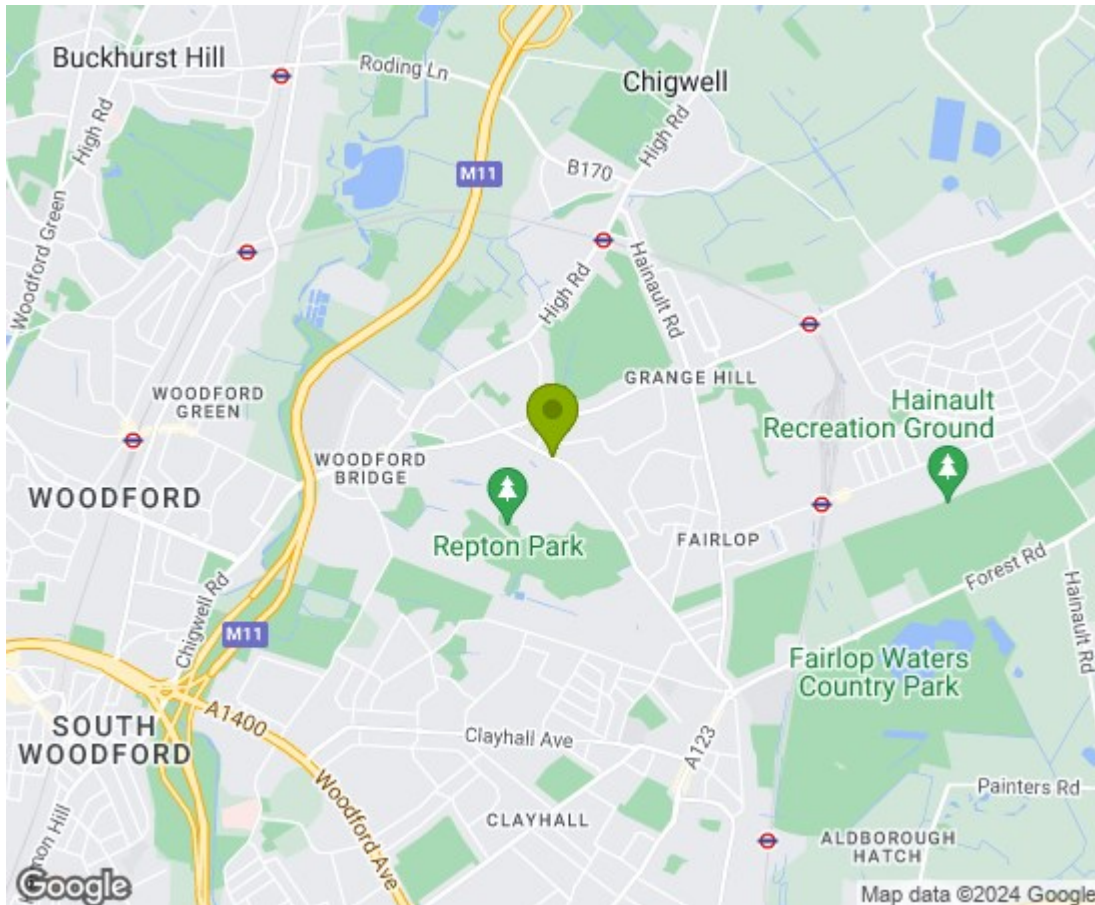 Buckhurst Hill
Roding Ln
Chigwell
High Rd
High Rd
M11
B170
Woodford Green
High Rd
Hainault Rd
GRANGE HILL
WOODFORD
GREEN
Hainault
Recreation Ground
WOODFORD
BRIDGE
WOODFORD
Repton Park
FAIRLOP
Forest Rd
Chigwell Rd
Hainault Rd
M11
Fairlop Waters
Country Park
A1400
SOUTH
WOODFORD
Clayhall Ave
A123
Woodford Ave
Painters Rd
CLAYHALL
ALDBOROUGH
HATCH
Hill
Google
Map data ©2024 Google